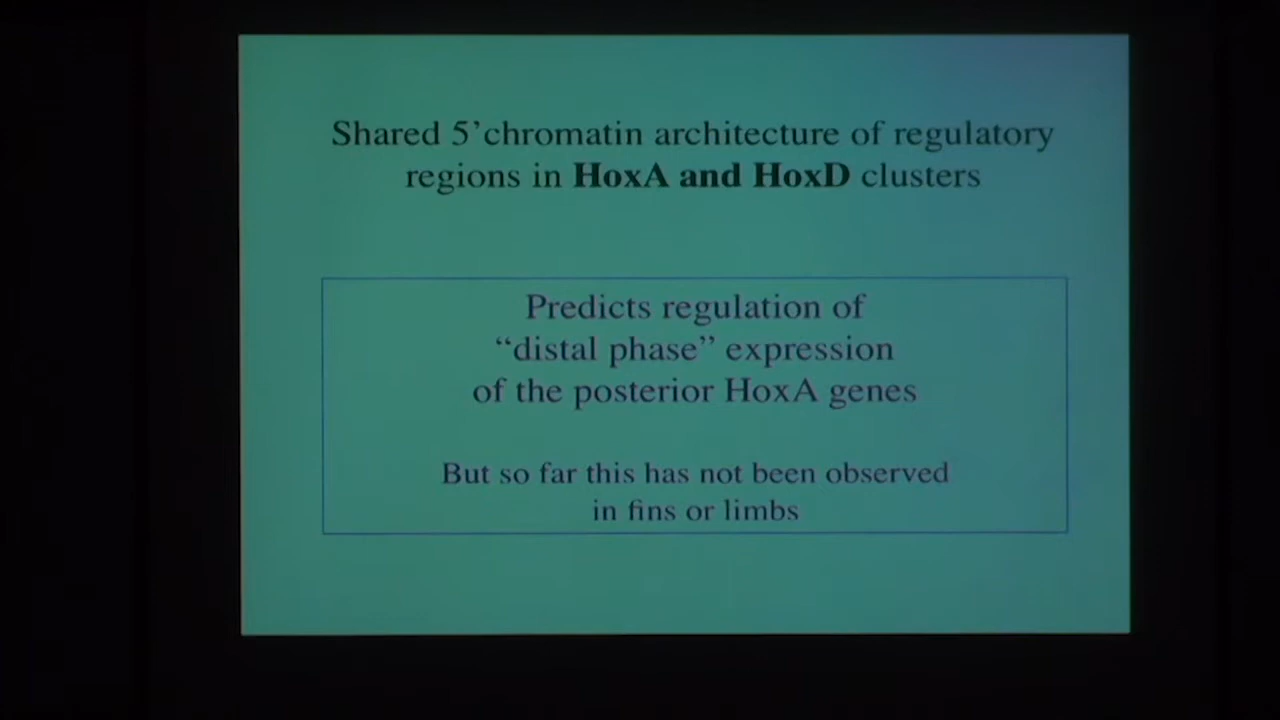 Shared 5’chromatin architecture of regulatory
regions in HoxA and HoxD clusters
Predicts regulation of
“distal phase” expression
of the posterior HoxA genes
But so far this has not been observed
in fins or limbs